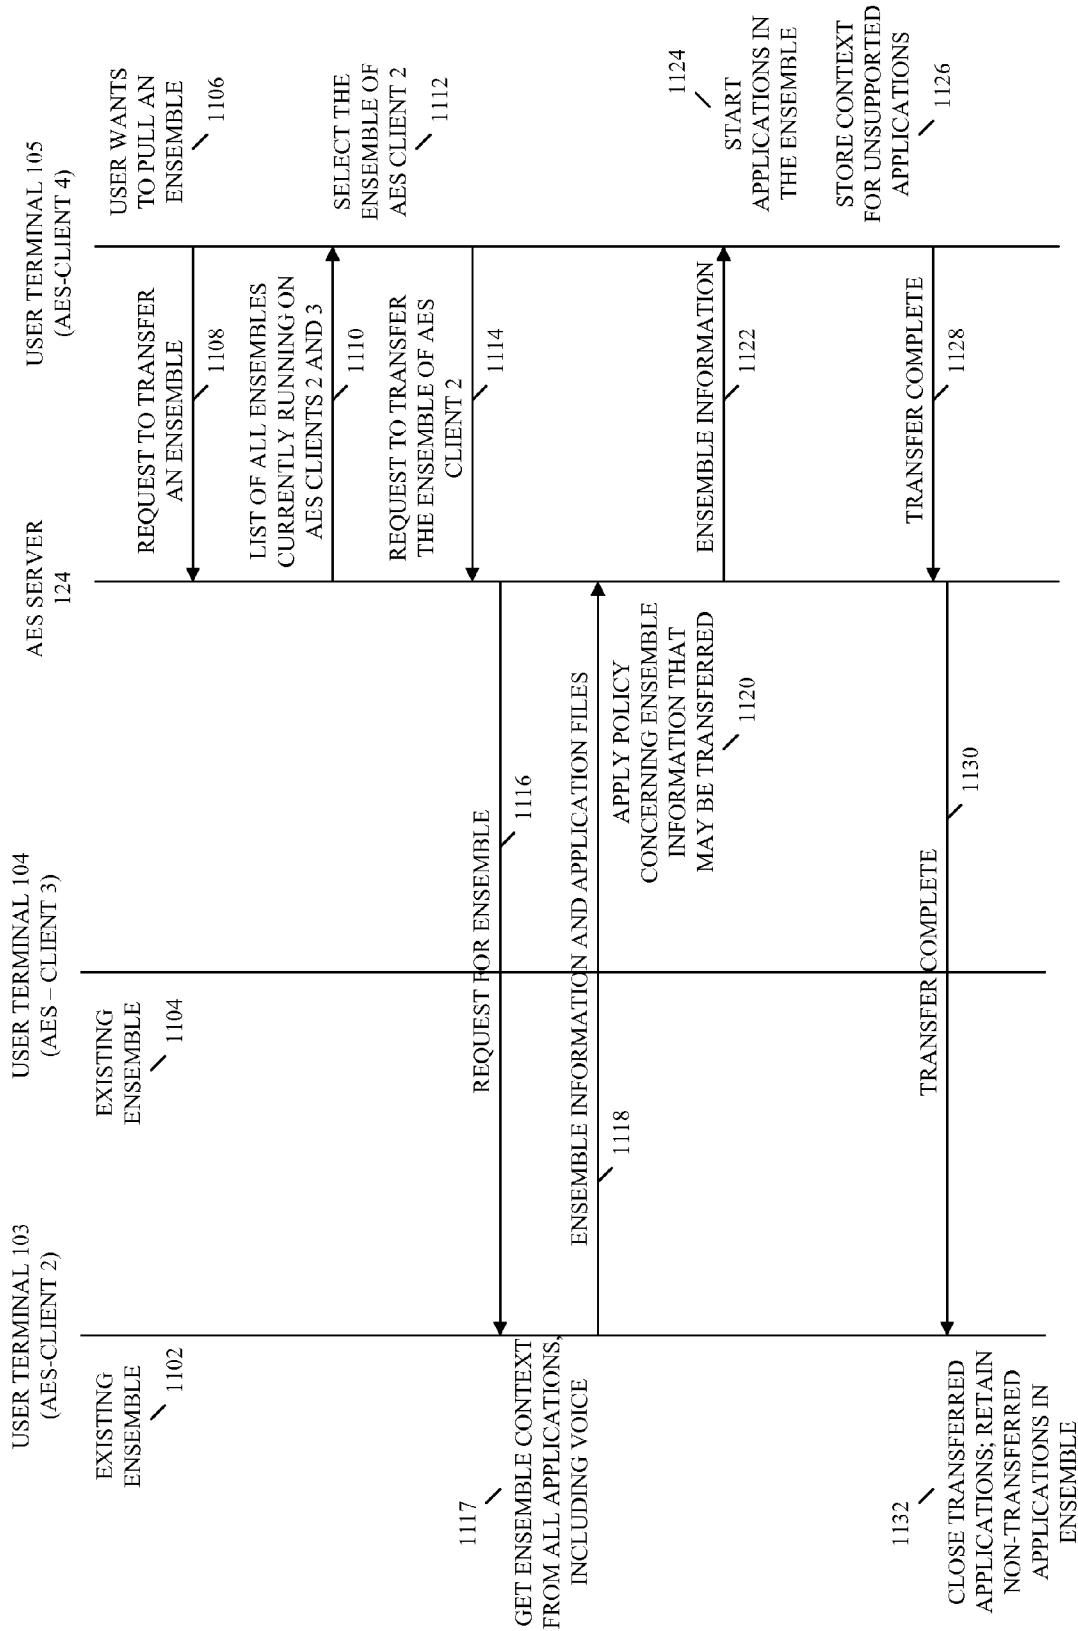 USER TERMINAL 103
(AES-CLIENT 2)
USER TERMINAL 104
(AES – CLIENT 3)
AES SERVER
124
USER TERMINAL 105
(AES-CLIENT 4)
EXISTING
ENSEMBLE
1102
EXISTING
ENSEMBLE
1104
USER WANTS
TO PULL AN
ENSEMBLE
1106
REQUEST TO TRANSFER
AN ENSEMBLE
1108
LIST OF ALL ENSEMBLES
CURRENTLY RUNNING ON
AES CLIENTS 2 AND 3
1110
SELECT THE
ENSEMBLE OF
AES CLIENT 2
1112
REQUEST TO TRANSFER
THE ENSEMBLE OF AES
CLIENT 2
1114
REQUEST FOR ENSEMBLE
1116
1117
GET ENSEMBLE CONTEXT
FROM ALL APPLICATIONS,
INCLUDING VOICE
ENSEMBLE INFORMATION AND APPLICATION FILES
1118
APPLY POLICY
CONCERNING ENSEMBLE
INFORMATION THAT
MAY BE TRANSFERRED
1120
ENSEMBLE INFORMATION
1122
1124
START
APPLICATIONS IN
THE ENSEMBLE
STORE CONTEXT
FOR UNSUPPORTED
APPLICATIONS
1126
TRANSFER COMPLETE
1128
TRANSFER COMPLETE
1130
1132
CLOSE TRANSFERRED
APPLICATIONS; RETAIN
NON-TRANSFERRED
APPLICATIONS IN
ENSEMBLE